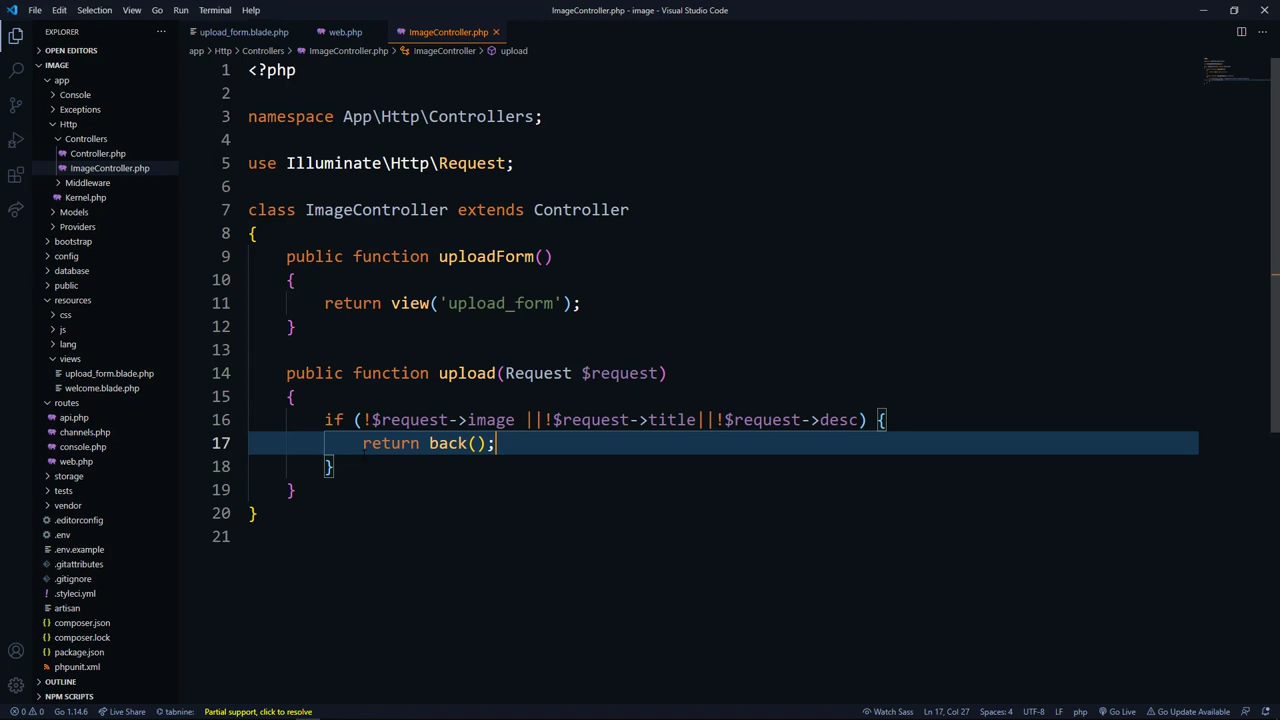 File Edit Selection View Go Run Terminal Help
ImageController.php - image - Visual Studio Code
EXPLORER
OPEN EDITORS
IMAGE
app
Console
Exceptions
Http
Controllers
Controller.php
ImageController.php
Middleware
Kernel.php
Models
Providers
bootstrap
config
database
public
resources
css
js
lang
views
upload_form.blade.php
welcome.blade.php
routes
api.php
channels.php
console.php
web.php
storage
tests
vendor
.editorconfig
.env
.env.example
.gitattributes
.gitignore
.styleci.yml
artisan
composer.json
composer.lock
package.json
phpunit.xml
OUTLINE
NPM SCRIPTS
upload_form.blade.php web.php ImageController.php
app > Http > Controllers > ImageController.php > ImageController > upload
1 <?php
2
3 namespace App\Http\Controllers;
4
5 use Illuminate\Http\Request;
6
7 class ImageController extends Controller
8 {
9 public function uploadForm()
10 {
11 return view('upload_form');
12 }
13
14 public function upload(Request $request)
15 {
16 if (!$request->image ||!$request->title||!$request->desc) {
17 return back();
18 }
19 }
20 }
21
0 0 Go 1.14.6 Live Share tabnine: Partial support, click to resolve
Watch Sass Ln 17, Col 27 Spaces: 4 UTF-8 LF php Go Live Go Update Available